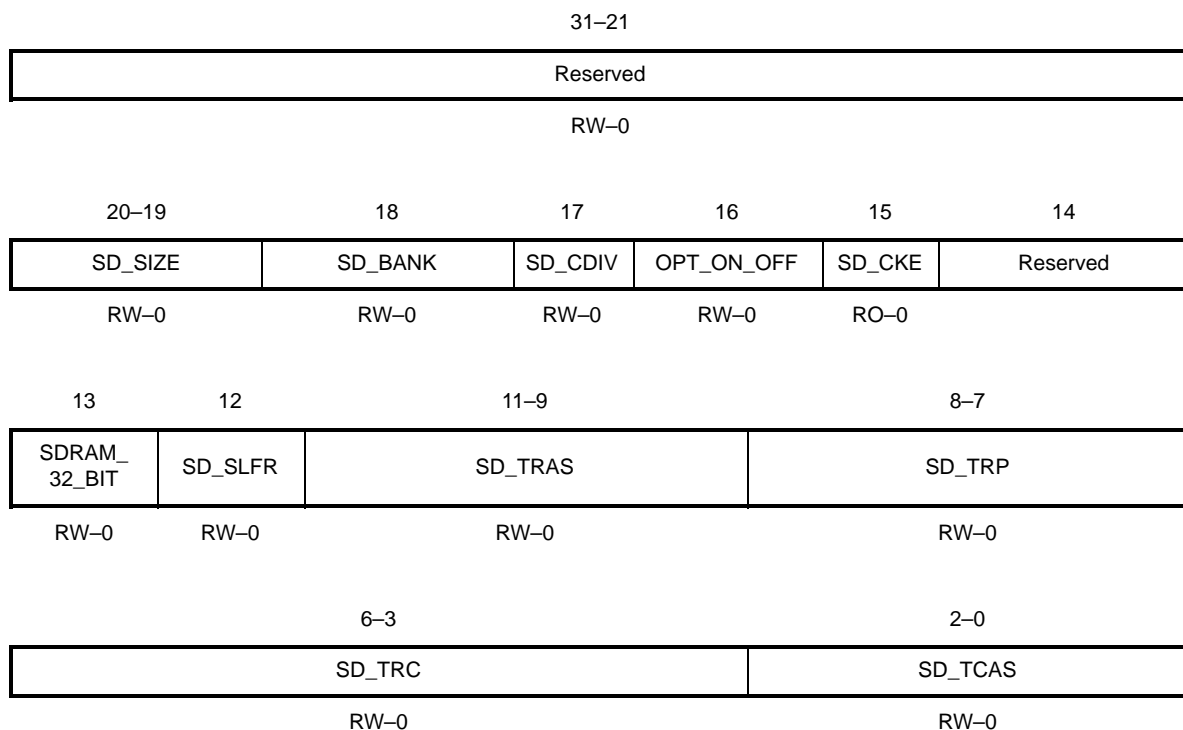 31–21
Reserved
RW–0
20–19 18 17 16 15 14
SD_SIZE SD_BANK SD_CDIV OPT_ON_OFF SD_CKE Reserved
RW–0 RW–0 RW–0 RW–0 RO–0
13 12 11–9 8–7
SDRAM_
32_BIT SD_SLFR SD_TRAS SD_TRP
RW–0 RW–0 RW–0 RW–0
6–3 2–0
SD_TRC SD_TCAS
RW–0 RW–0